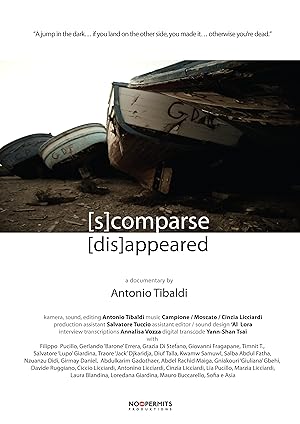 "A jump in the dark… if you land on the other side, you made it… otherwise you're dead."
[s]comparse
[dis]appeared
a documentary by
Antonio Tibaldi
kamera, sound, editing Antonio Tibaldi music Campione / Moscato / Cinzia Licciardi
production assistant Salvatore Tuccio assistant editor / sound design 'Al' Lora
interview transcriptions Annalisa Vozza digital transcode Yann-Shan Tsai
with
Filippo Pucillo, Gerlando 'Barone' Errera, Grazia Di Stefano, Giovanni Fragapane, Timnit T.,
Salvatore 'Lupo' Giardina, Traore 'Jack' Djkaridja, Diuf Talla, Kwamw Samuwl, Salba Abdul Fatha,
Nzuanzu Didi, Girmay Daniel, Abdulkarim Gadotheer, Abdel Rachid Maiga, Gniakouri 'Giuliana' Gbehi,
Davide Ruggiano, Ciccio Licciardi, Antonino Licciardi, Cinzia Licciardi, Lia Pucillo, Marzia Licciardi,
Laura Blandina, Loredana Giardina, Mauro Buccarello, Sofia e Asia
NOPERMITS
PRODUCTIONS